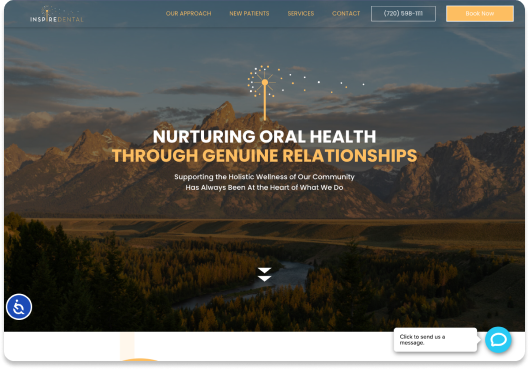 INSPIREDENTAL
OUR APPROACH NEW PATIENTS SERVICES CONTACT (720) 598-1111 Book Now
NURTURING ORAL HEALTH
THROUGH GENUINE RELATIONSHIPS
Supporting the Holistic Wellness of Our Community
Has Always Been At the Heart of What We Do
Click to send us a
message.